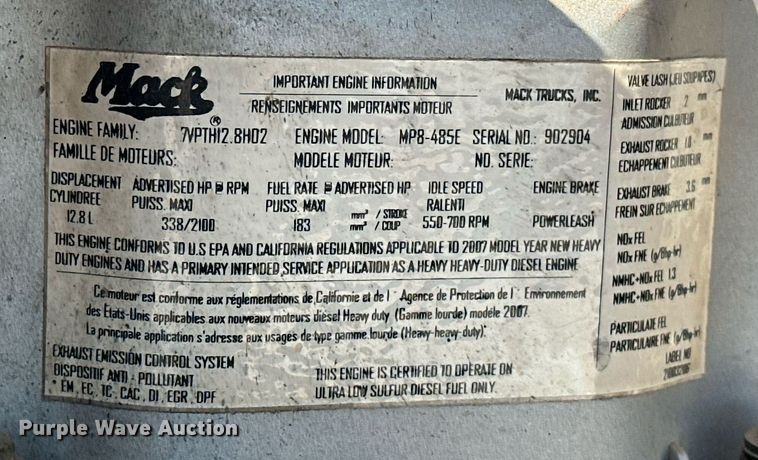 Mack®
IMPORTANT ENGINE INFORMATION
RENSEIGNEMENTS IMPORTANTS MOTEUR
MACK TRUCKS, INC.
ENGINE FAMILY: 7VPTH12.8H02 ENGINE MODEL: MP8-485E SERIAL NO.: 902904
FAMILLE DE MOTEURS: MODELE MOTEUR: NO. SERIE:
DISPLACEMENT ADVERTISED HP @ RPM FUEL RATE @ ADVERTISED HP IDLE SPEED ENGINE BRAKE
CYLINDREE PUISS. MAXI PUISS. MAXI RALENTI
12.8 L 338/2100 183 mm³ / STROKE 550-700 RPM POWERLEASH
mm³ / COUP
THIS ENGINE CONFORMS TO U.S EPA AND CALIFORNIA REGULATIONS APPLICABLE TO 2007 MODEL YEAR NEW HEAVY
DUTY ENGINES AND HAS A PRIMARY INTENDED SERVICE APPLICATION AS A HEAVY HEAVY-DUTY DIESEL ENGINE
Ce moteur est conforme aux réglementations de Californie et de l' Agence de Protection de l' Environnement
des Etats-Unis applicables aux nouveaux moteurs diésel Heavy duty (Gamme lourde) modéle 2007.
La principale application s'adresse aux usages de type gamme lourde (Heavy-heavy-duty).
EXHAUST EMISSION CONTROL SYSTEM
DISPOSITIF ANTI - POLLUTANT
* EM, EC, TC, CAC, DI, EGR, DPF
THIS ENGINE IS CERTIFIED TO OPERATE ON
ULTRA LOW SULFUR DIESEL FUEL ONLY.
VALVE LASH (JEU SOUPAPES)
INLET ROCKER 2 mm
ADMISSION CULBUTEUR
EXHAUST ROCKER 1.0 mm
ECHAPPEMENT CULBUTEUR
EXHAUST BRAKE 3.6 mm
FREIN SUR ECHAPPEMENT
NOx FEL
NOx FNE (g/Bhp-hr)
NMHC+NOx FEL 1.3
NMHC+NOx FNE (g/Bhp-hr)
PARTICULATE FEL
PARTICULAIRE FNE (g/Bhp-hr)
LABEL NO
Purple Wave Auction